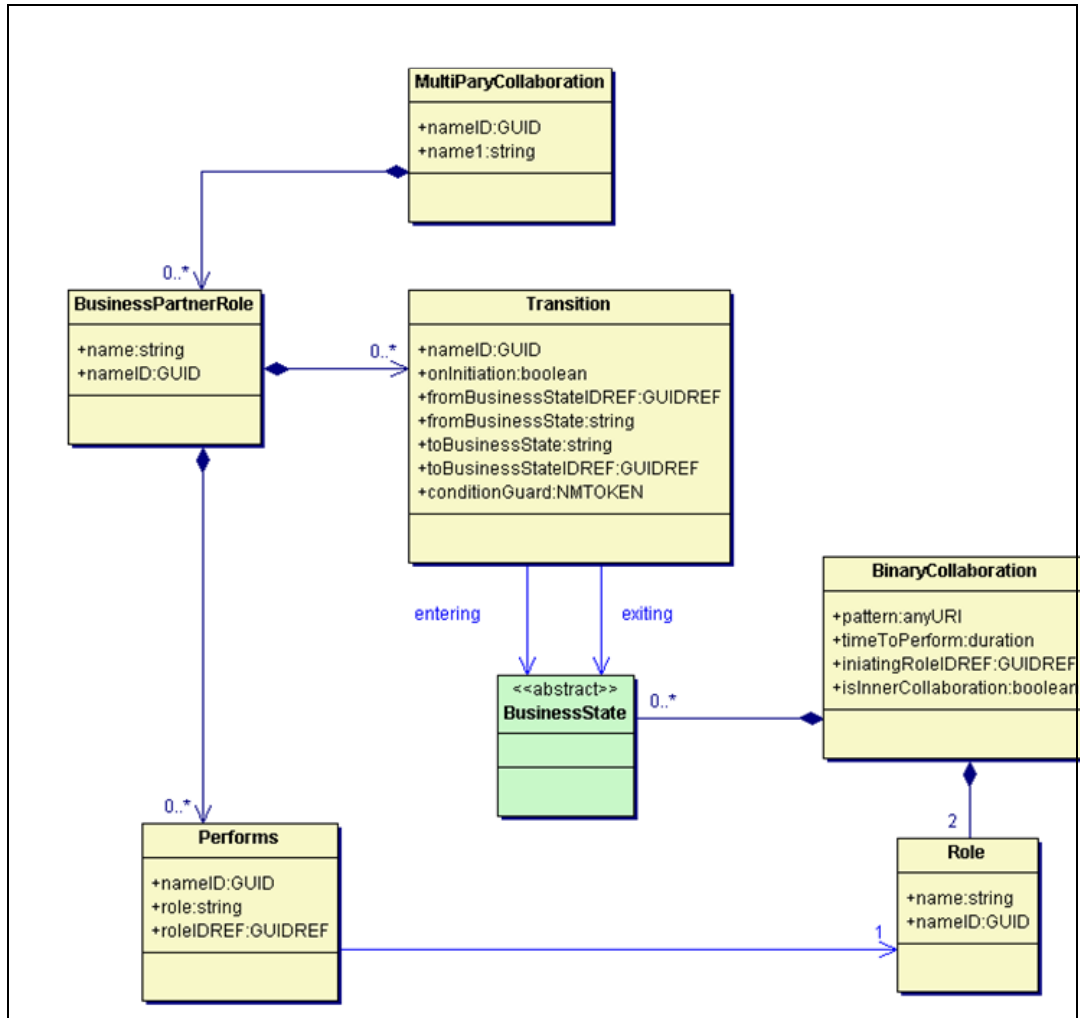 MultiParyCollaboration
+nameID:GUID
+name1:string
0..*
BusinessPartnerRole
+name:string
+nameID:GUID
0..*
Transition
+nameID:GUID
+onInitiation:boolean
+fromBusinessStateIDREF:GUIDREF
+fromBusinessState:string
+toBusinessState:string
+toBusinessStateIDREF:GUIDREF
+conditionGuard:NMTOKEN
entering
exiting
BinaryCollaboration
+pattern:anyURI
+timeToPerform:duration
+iniatingRoleIDREF:GUIDREF
+isInnerCollaboration:boolean
<<abstract>>
BusinessState
0..*
0..*
Performs
+nameID:GUID
+role:string
+roleIDREF:GUIDREF
2
Role
+name:string
+nameID:GUID
1